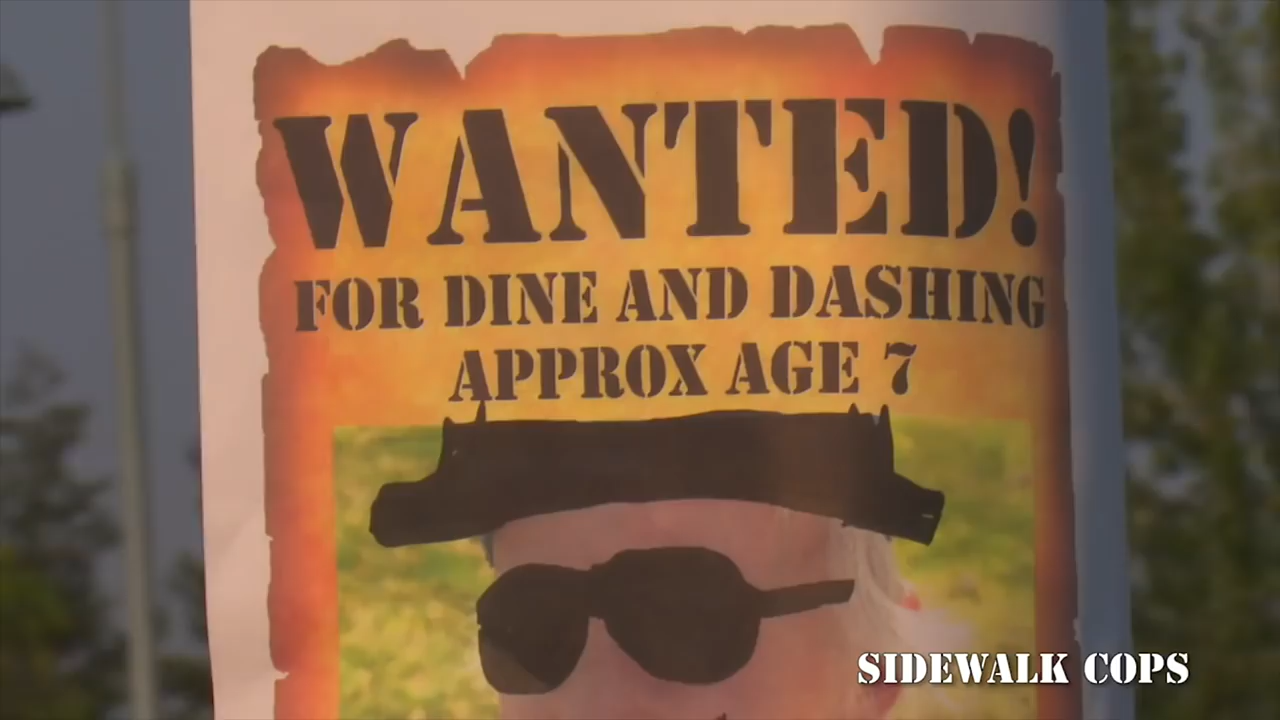 WANTED!
FOR DINE AND DASHING
APPROX AGE 7
SIDEWALK COPS